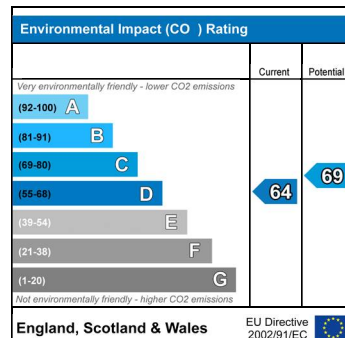 Environmental Impact (CO  ) Rating
Current Potential
Very environmentally friendly - lower CO2 emissions
(92-100) A
(81-91) B
(69-80) C
(55-68) D
(39-54) E
(21-38) F
(1-20) G
64
69
Not environmentally friendly - higher CO2 emissions
England, Scotland & Wales
EU Directive
2002/91/EC